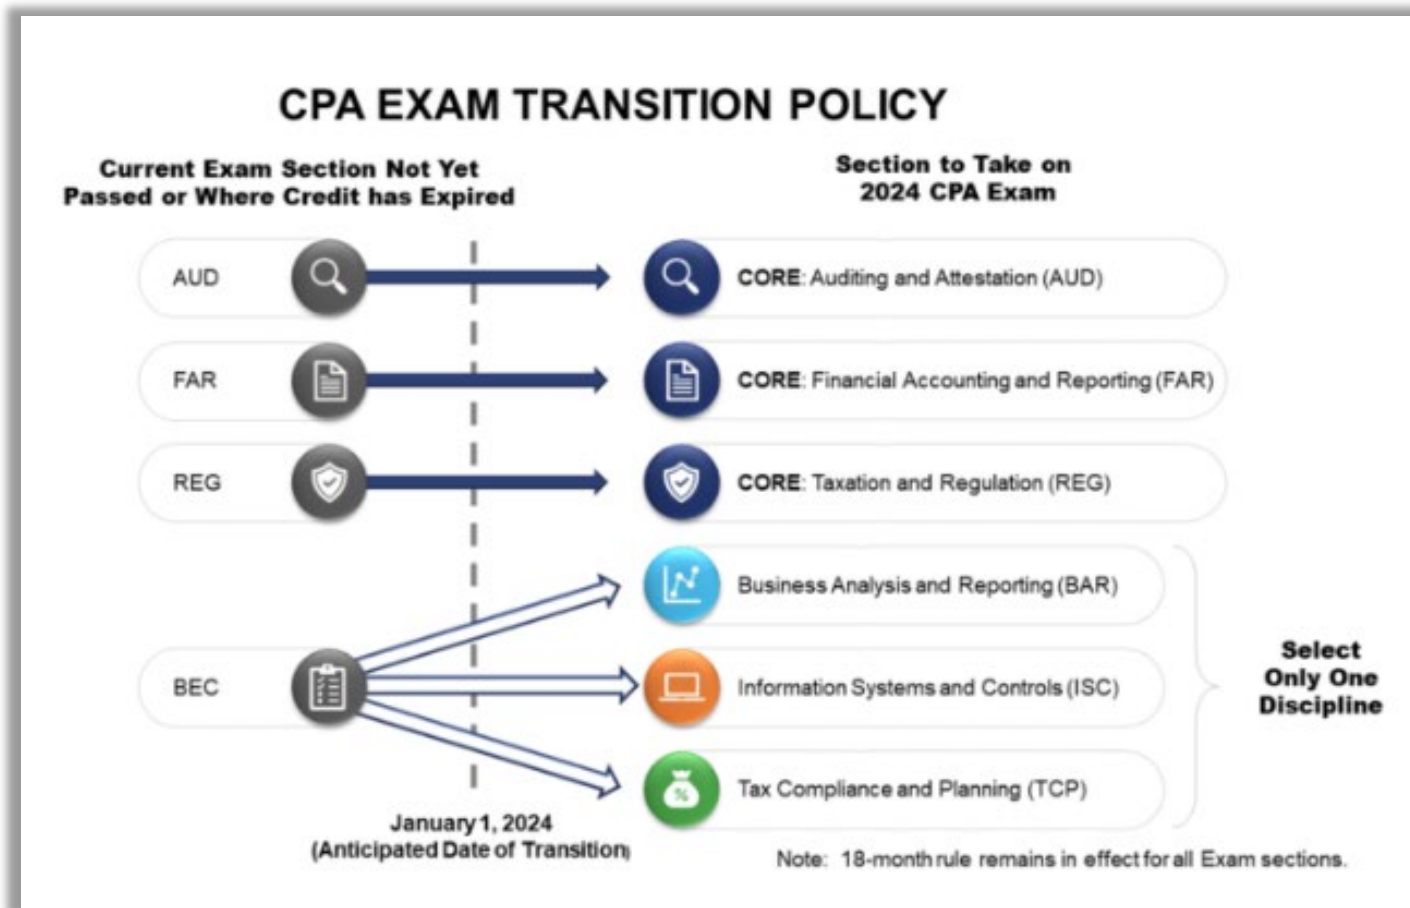 CPA EXAM TRANSITION POLICY
Current Exam Section Not Yet
Passed or Where Credit has Expired
Section to Take on
2024 CPA Exam
AUD
CORE: Auditing and Attestation (AUD)
FAR
CORE: Financial Accounting and Reporting (FAR)
REG
CORE: Taxation and Regulation (REG)
BEC
Business Analysis and Reporting (BAR)
Information Systems and Controls (ISC)
%
Tax Compliance and Planning (TCP)
Select
Only One
Discipline
January 1, 2024
(Anticipated Date of Transition)
Note: 18-month rule remains in effect for all Exam sections.